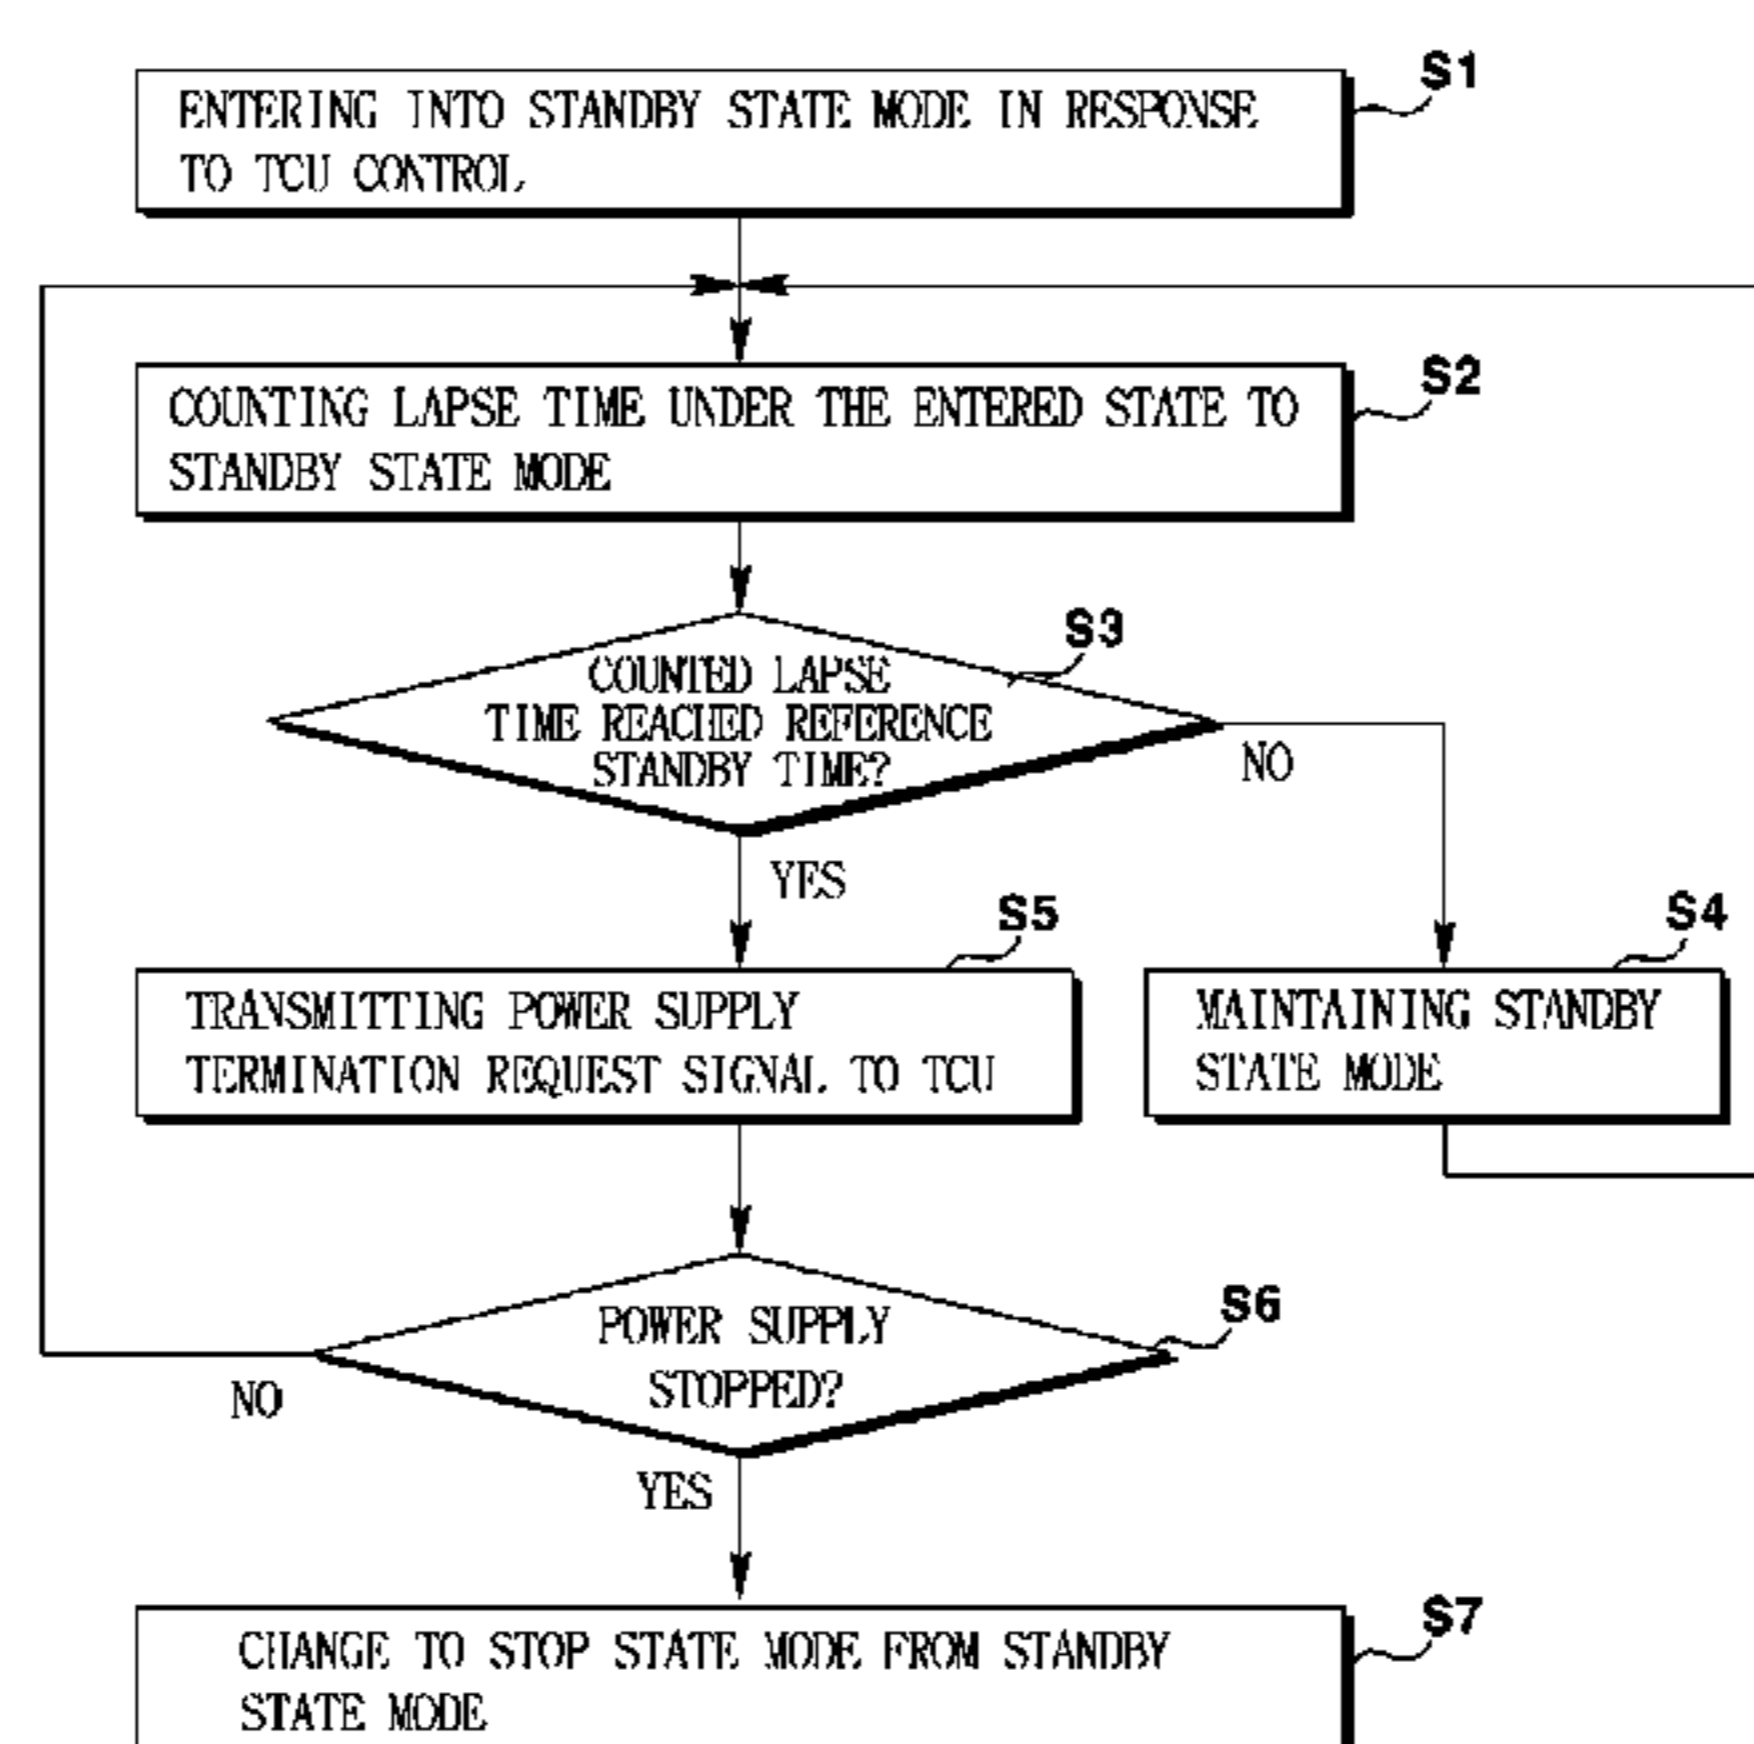 S1
ENTERING INTO STANDBY STATE MODE IN RESPONSE
TO TCU CONTROL
S2
COUNTING LAPSE TIME UNDER THE ENTERED STATE TO
STANDBY STATE MODE
S3
COUNTED LAPSE
TIME REACHED REFERENCE
STANDBY TIME?
NO
YES
S5
TRANSMITTING POWER SUPPLY
TERMINATION REQUEST SIGNAL TO TCU
S4
MAINTAINING STANDBY
STATE MODE
S6
POWER SUPPLY
STOPPED?
NO
YES
S7
CHANGE TO STOP STATE MODE FROM STANDBY
STATE MODE